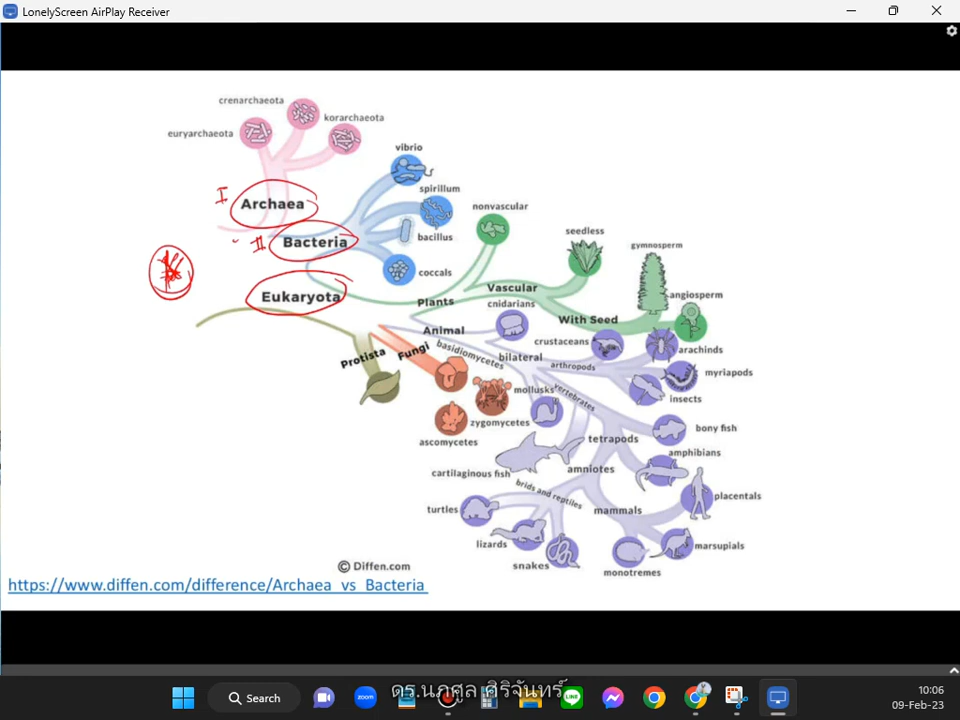 LonelyScreen AirPlay Receiver
crenarchaeota
korarchaeota
euryarchaeota
vibrio
I
Archaea
spirillum
nonvascular
II
Bacteria
bacillus
seedless
gymnosperm
coccals
Vascular
Eukaryota
Plants
cnidarians
angiosperm
With Seed
Animal
crustaceans
arachinds
Protista
Fungi
basidiomycetes
bilateral
arthropods
myriapods
mollusks
vertebrates
insects
zygomycetes
ascomycetes
bony fish
tetrapods
amphibians
cartilaginous fish
amniotes
brids and reptiles
placentals
turtles
mammals
lizards
marsupials
snakes
monotremes
© Diffen.com
https://www.diffen.com/difference/Archaea_vs_Bacteria
ดร.นภศูล ศิริจันทร์
Search
zoom
LINE
10:06
09-Feb-23